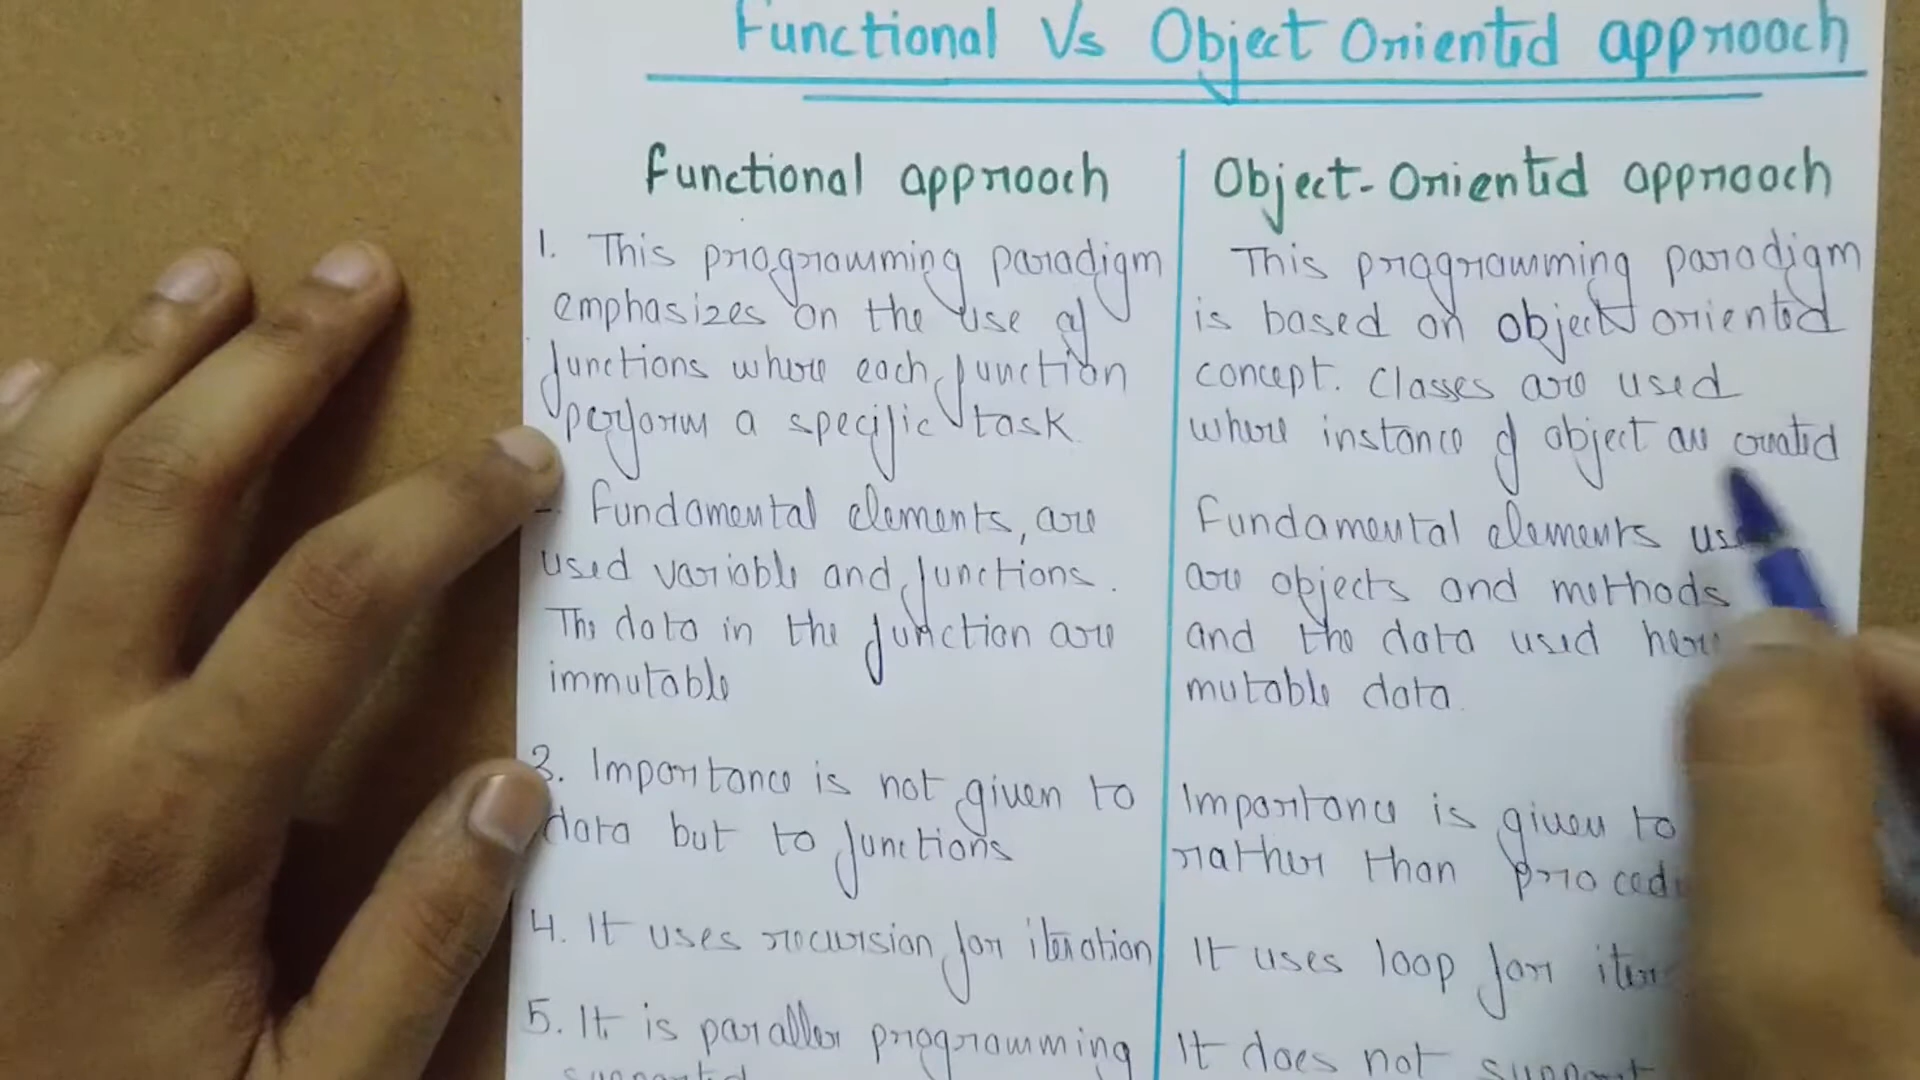 Functional Vs Object Oriented approach
Functional approach
1. This programming paradigm
emphasizes on the use of
functions where each function
perform a specific task
Fundamental elements, are
used variable and functions.
The data in the function are
immutable
3. Importance is not given to
data but to functions
4. It uses recursion for iteration
5. It is paraller programming
supported
Object-Oriented approach
This programming paradigm
is based on object oriented
concept. Classes are used
where instance of object are created
Fundamental elements
are objects and methods
and the data used here
mutable data.
Importance is given to
rather than
It uses loop for
It does not support